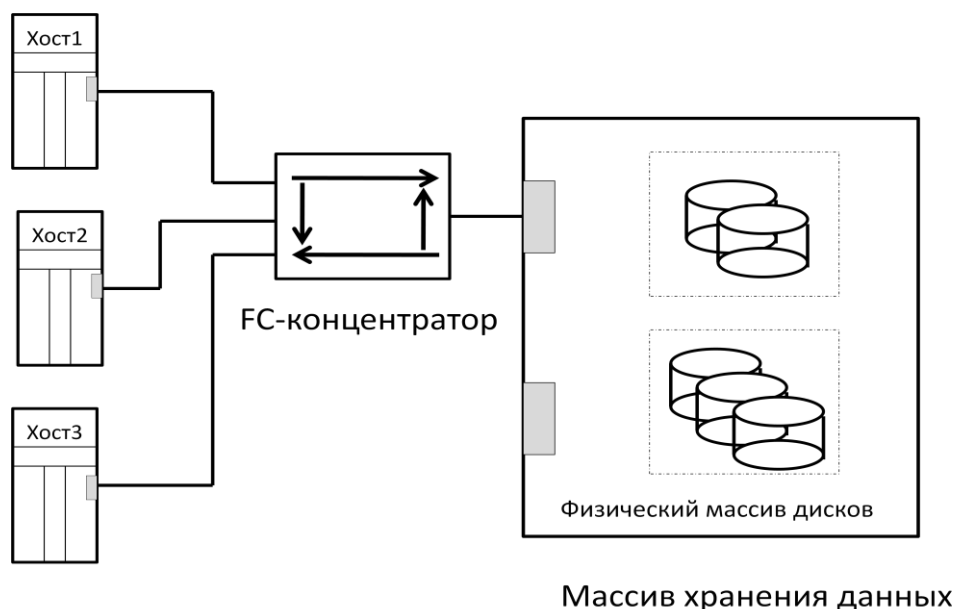 Хост1
Хост2
Хост3
FC-концентратор
Физический массив дисков
Массив хранения данных